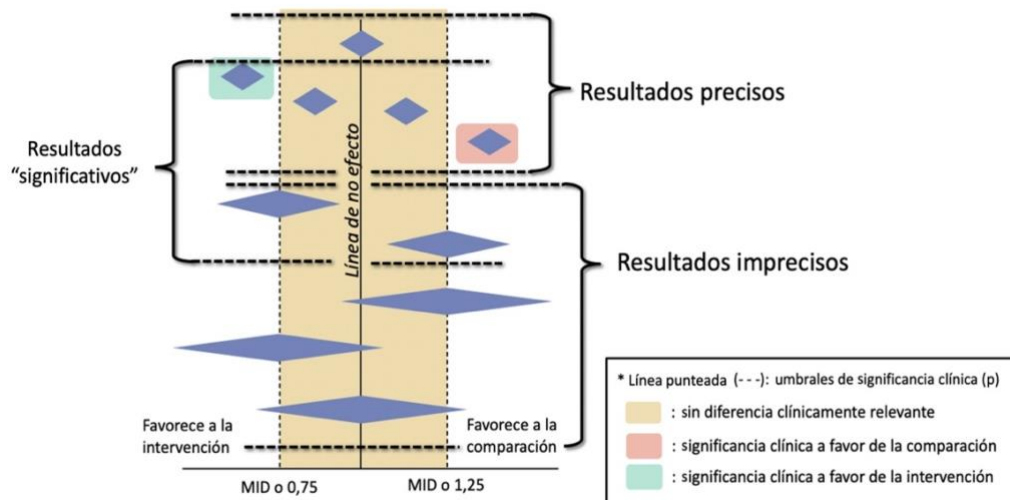 Resultados precisos
Resultados
“significativos”
Línea de no efecto
Resultados imprecisos
Favorece a la
intervención
Favorece a la
comparación
MID o 0,75
MID o 1,25
* Línea punteada (- - -): umbrales de significancia clínica (p)
: sin diferencia clínicamente relevante
: significancia clínica a favor de la comparación
: significancia clínica a favor de la intervención